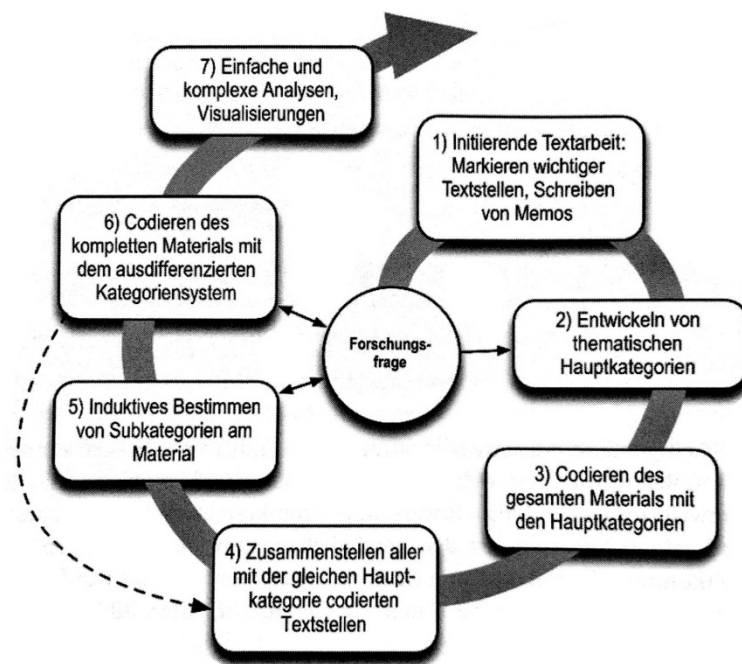 7) Einfache und
komplexe Analysen,
Visualisierungen
1) Initiierende Textarbeit:
Markieren wichtiger
Textstellen, Schreiben
von Memos
6) Codieren des
kompletten Materials mit
dem ausdifferenzierten
Kategoriensystem
Forschungs-
frage
2) Entwickeln von
thematischen
Hauptkategorien
5) Induktives Bestimmen
von Subkategorien am
Material
3) Codieren des
gesamten Materials mit
den Hauptkategorien
4) Zusammenstellen aller
mit der gleichen Haupt-
kategorie codierten
Textstellen